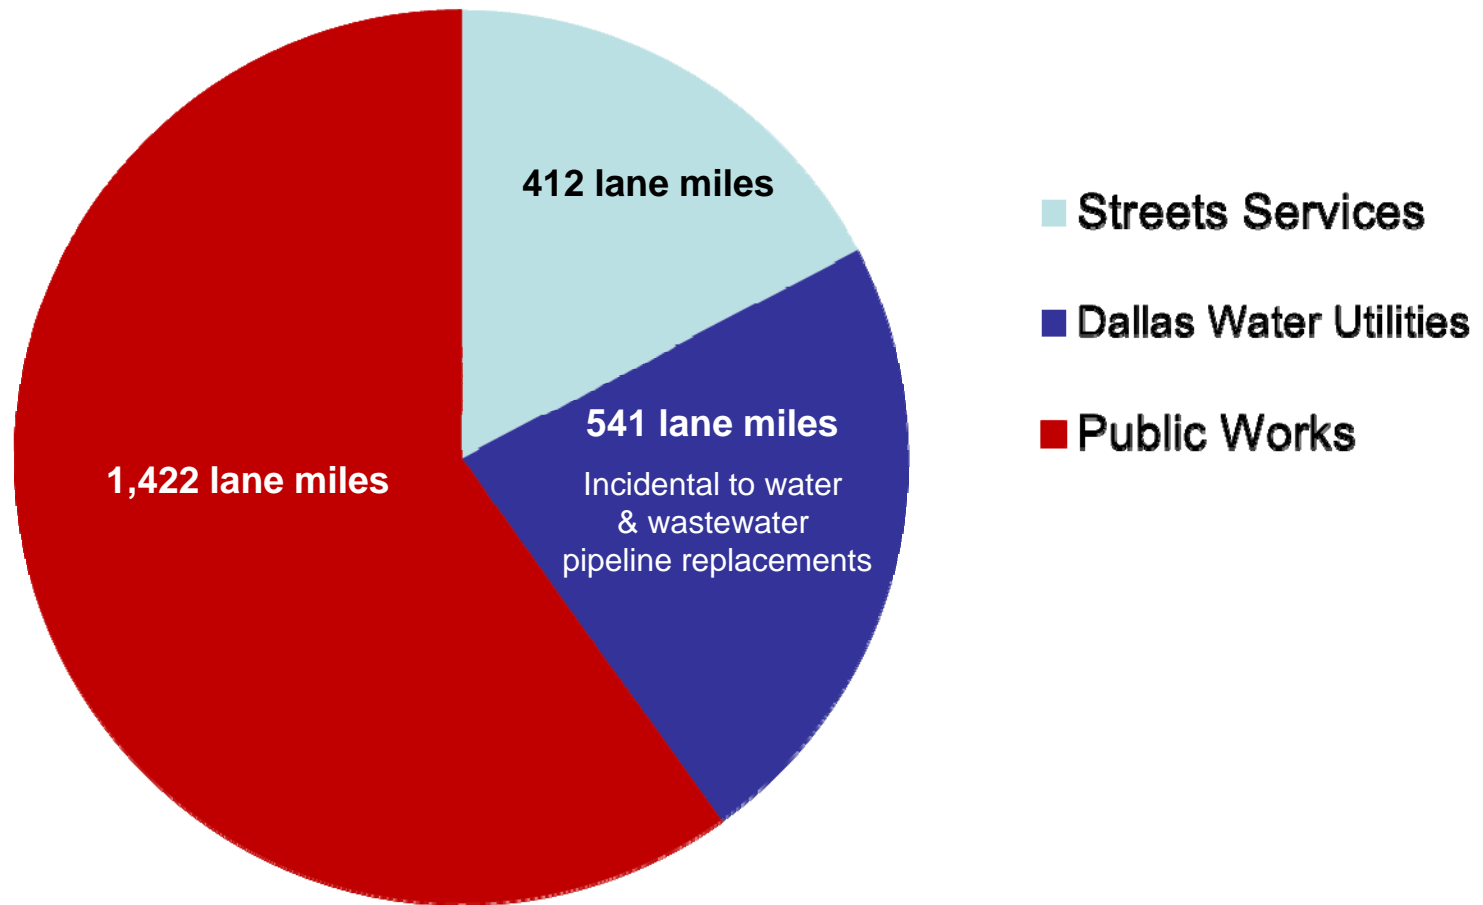 412 lane miles
541 lane miles
Incidental to water
& wastewater
pipeline replacements
1,422 lane miles
Streets Services
Dallas Water Utilities
Public Works